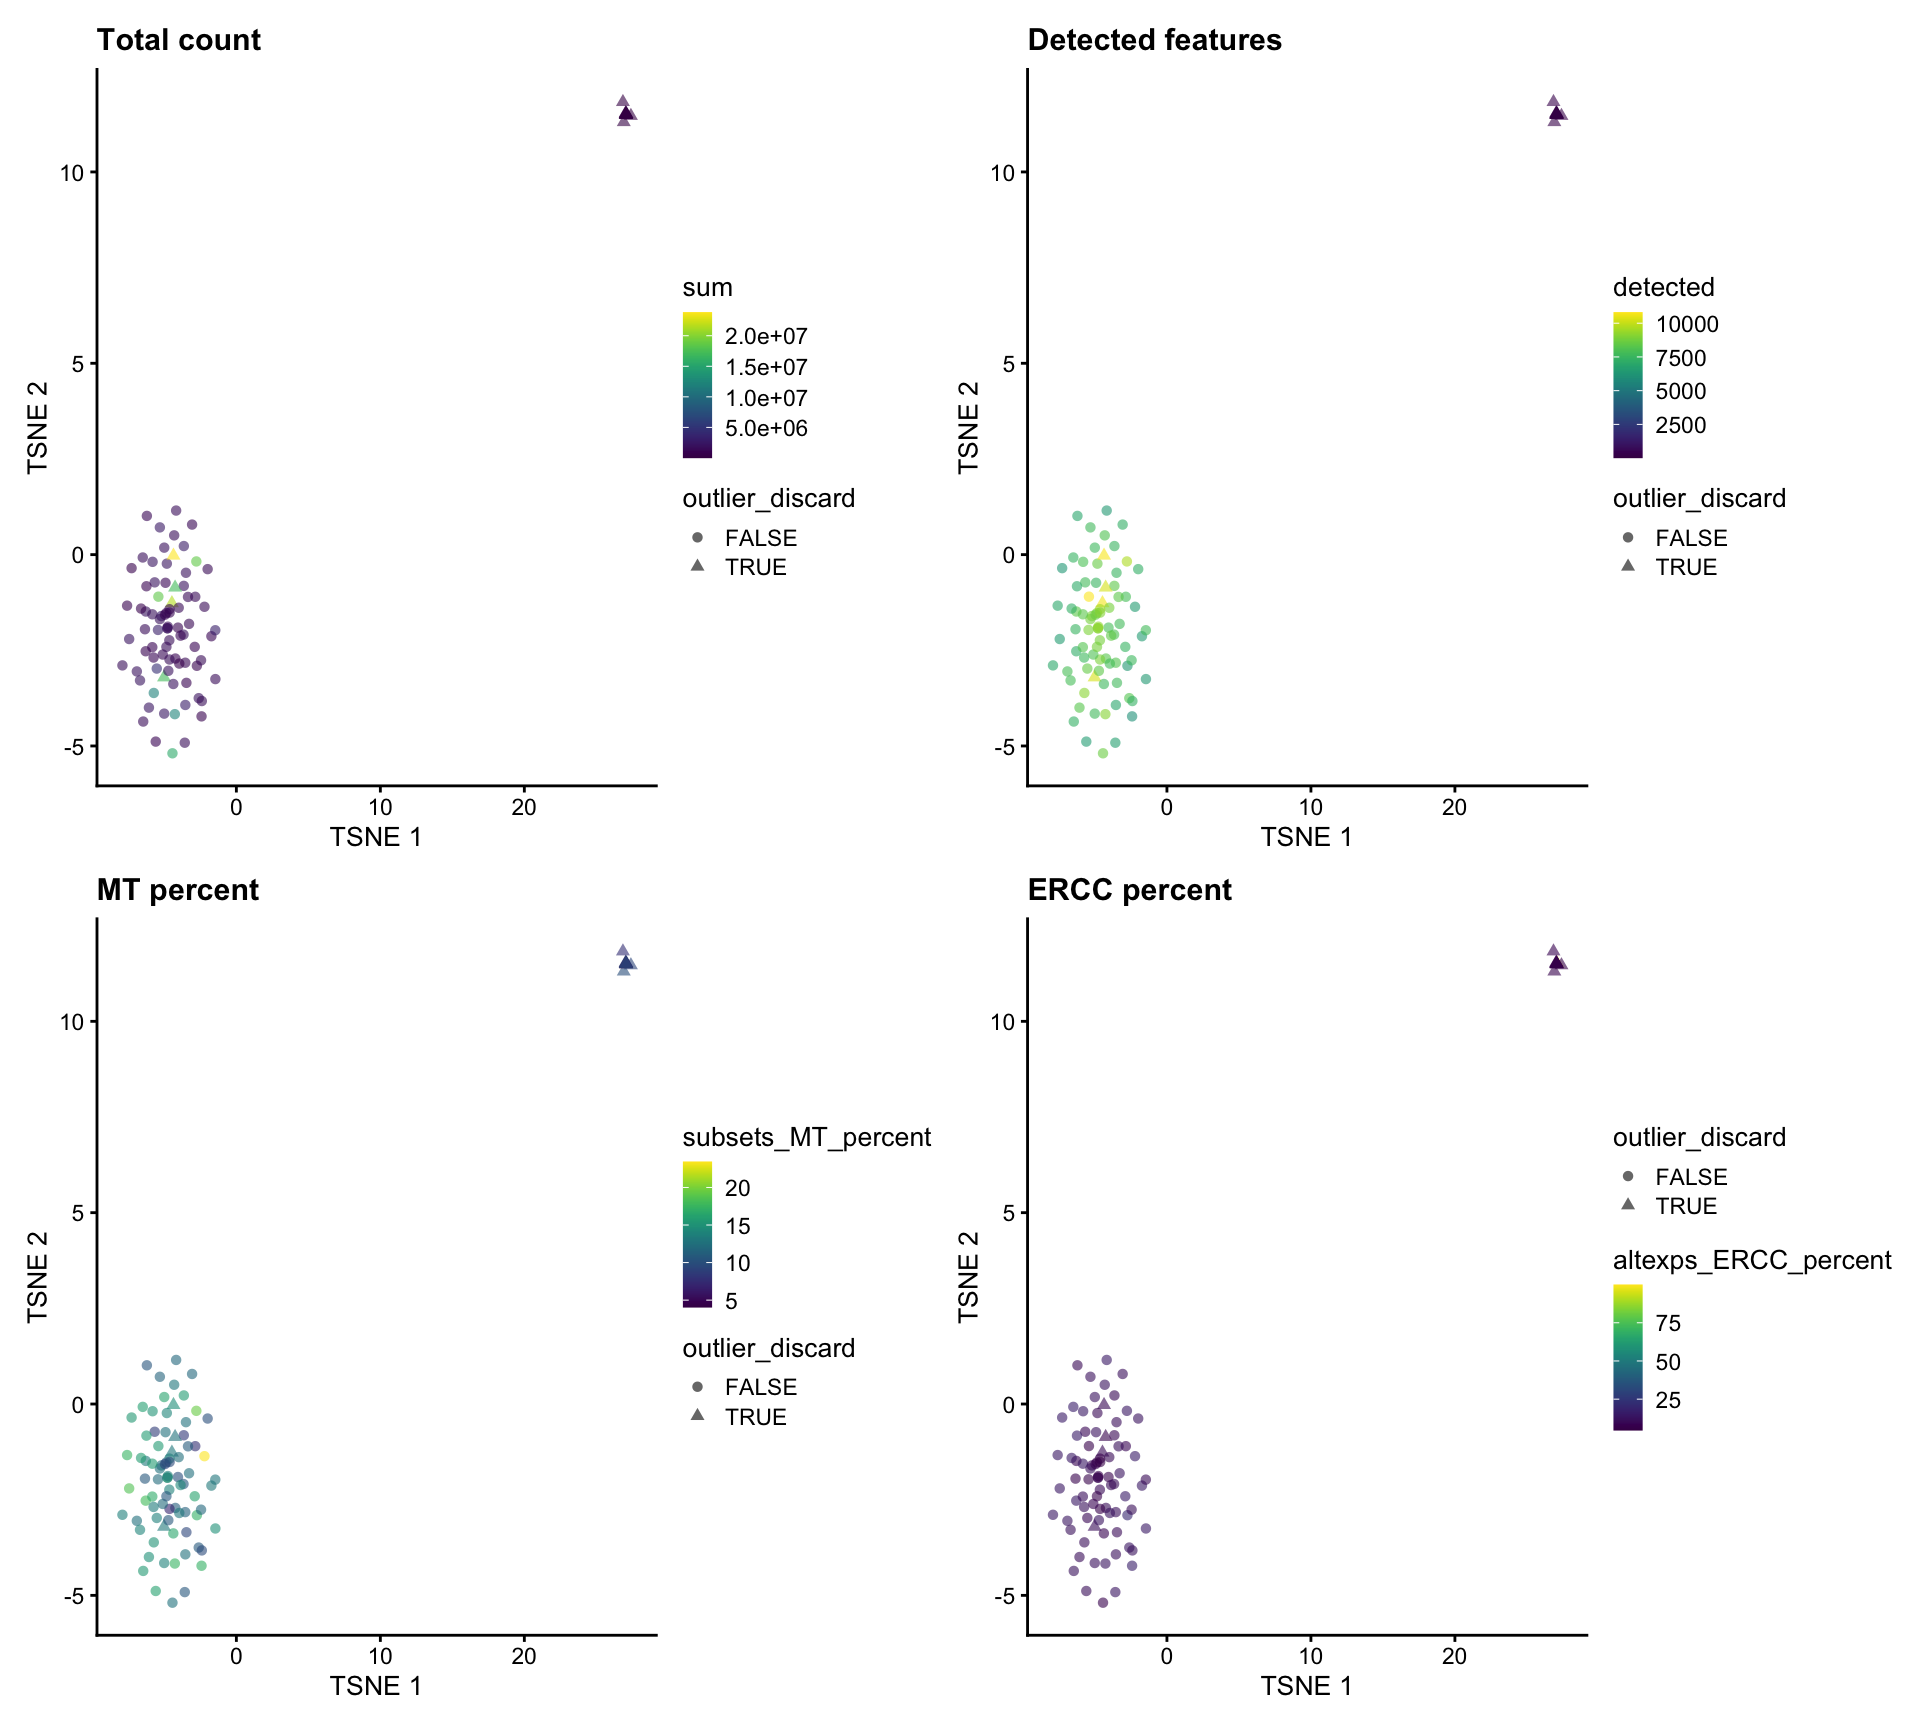 Total count
10
5
0
-5
0 10 20
TSNE 1
TSNE 2
sum
2.0e+07
1.5e+07
1.0e+07
5.0e+06
outlier_discard
FALSE
TRUE
Detected features
10
5
0
-5
0 10 20
TSNE 1
TSNE 2
detected
10000
7500
5000
2500
outlier_discard
FALSE
TRUE
MT percent
10
5
0
-5
0 10 20
TSNE 1
TSNE 2
subsets_MT_percent
20
15
10
5
outlier_discard
FALSE
TRUE
ERCC percent
10
5
0
-5
0 10 20
TSNE 1
TSNE 2
outlier_discard
FALSE
TRUE
altexps_ERCC_percent
75
50
25